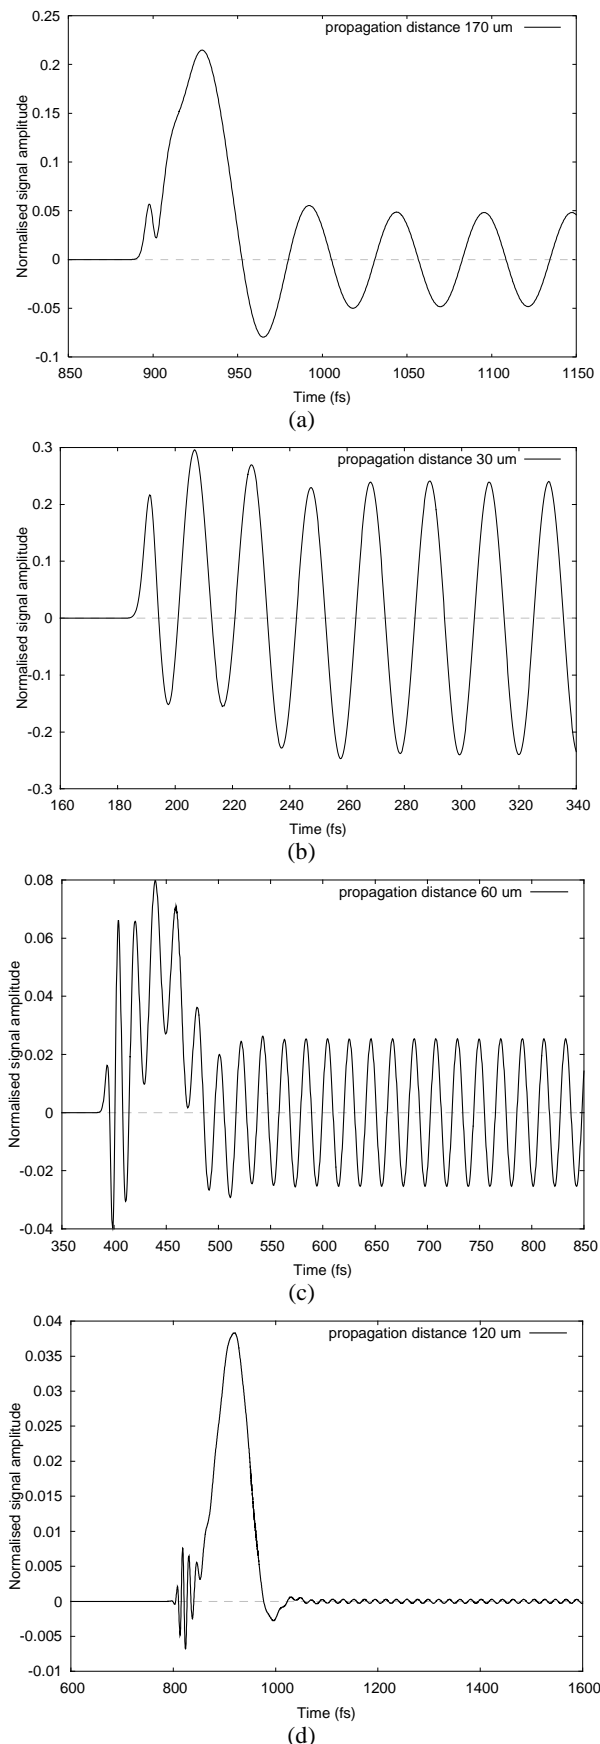 propagation distance 170 um
Normalised signal amplitude
0.25
0.2
0.15
0.1
0.05
0
-0.05
-0.1
850 900 950 1000 1050 1100 1150
Time (fs)
(a)
propagation distance 30 um
Normalised signal amplitude
0.3
0.2
0.1
0
-0.1
-0.2
-0.3
160 180 200 220 240 260 280 300 320 340
Time (fs)
(b)
propagation distance 60 um
Normalised signal amplitude
0.08
0.06
0.04
0.02
0
-0.02
-0.04
350 400 450 500 550 600 650 700 750 800 850
Time (fs)
(c)
propagation distance 120 um
Normalised signal amplitude
0.04
0.035
0.03
0.025
0.02
0.015
0.01
0.005
0
-0.005
-0.01
600 800 1000 1200 1400 1600
Time (fs)
(d)